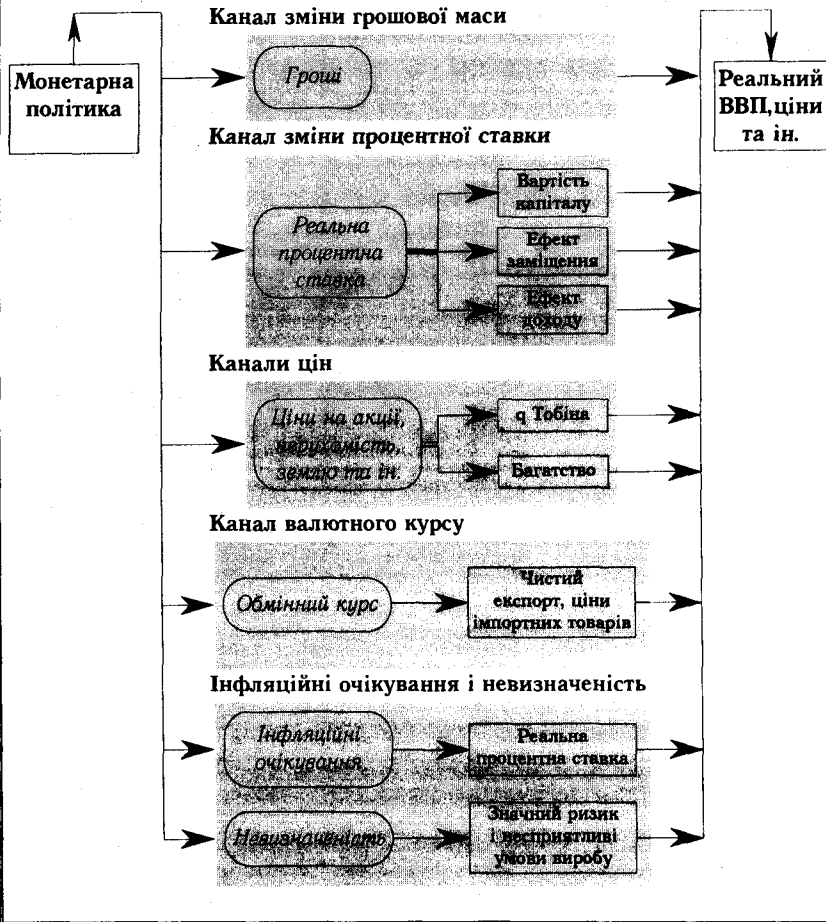 Канал зміни грошової маси
Монетарна
політика
Гроші
Реальний
ВВП,ціни
та ін.
Канал зміни процентної ставки
Реальна
процентна
ставка
Вартість
капіталу
Ефект
заміщення
Ефект
доходу
Канали цін
Ціни на акції,
нерухомість,
землю та ін.
q Тобіна
Багатство
Канал валютного курсу
Обмінний курс
Чистий
експорт, ціни
імпортних товарів
Інфляційні очікування і невизначеність
Інфляційні
очікування
Реальна
процентна ставка
Невизначеність
Значний ризик
і несприятливі
умови виробу